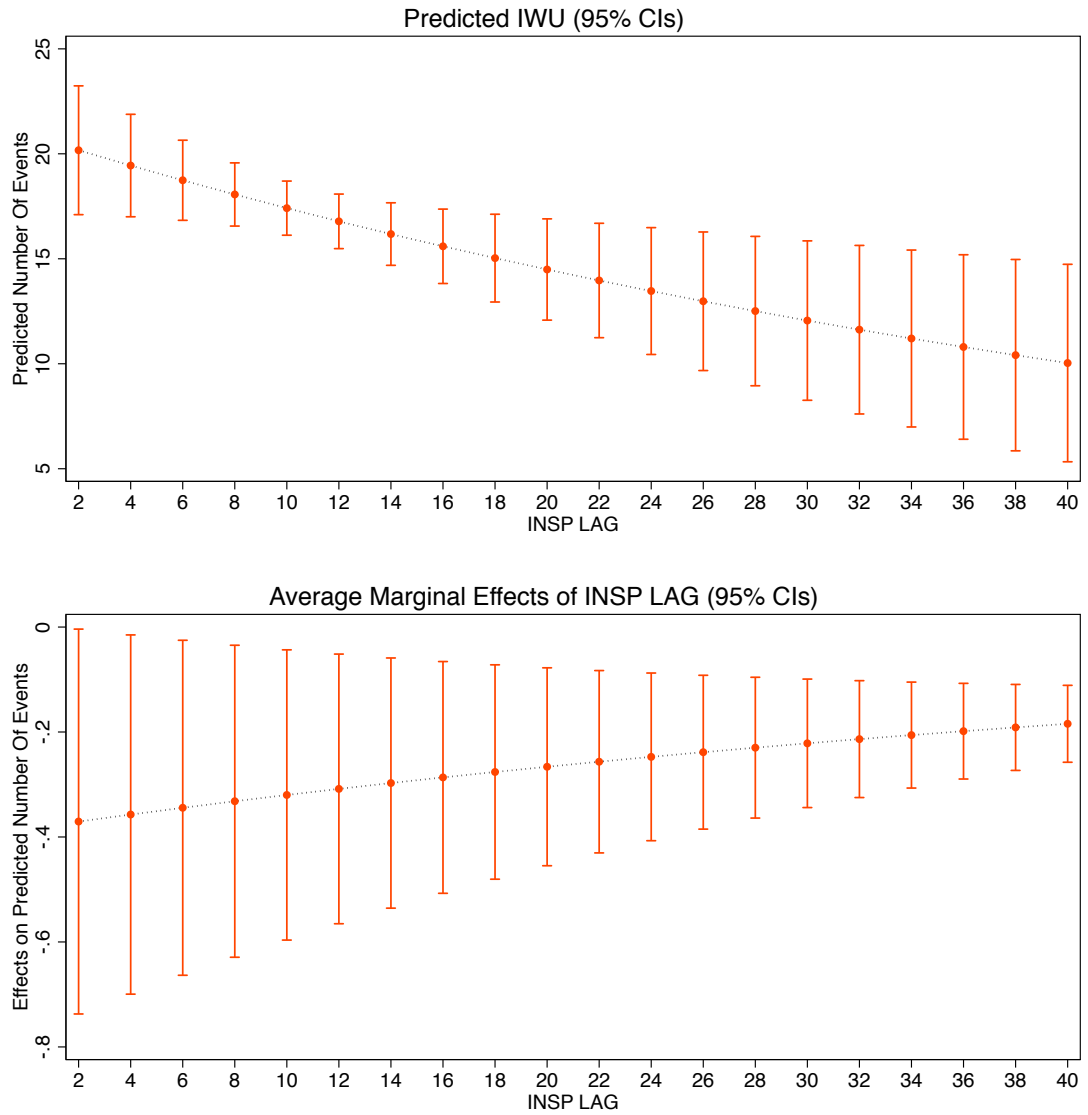 Predicted IWU (95% CIs)
Predicted Number Of Events
25
20
15
10
5
2 4 6 8 10 12 14 16 18 20 22 24 26 28 30 32 34 36 38 40
INSP LAG
Average Marginal Effects of INSP LAG (95% CIs)
Effects on Predicted Number Of Events
0
-.2
-.4
-.6
-.8
2 4 6 8 10 12 14 16 18 20 22 24 26 28 30 32 34 36 38 40
INSP LAG